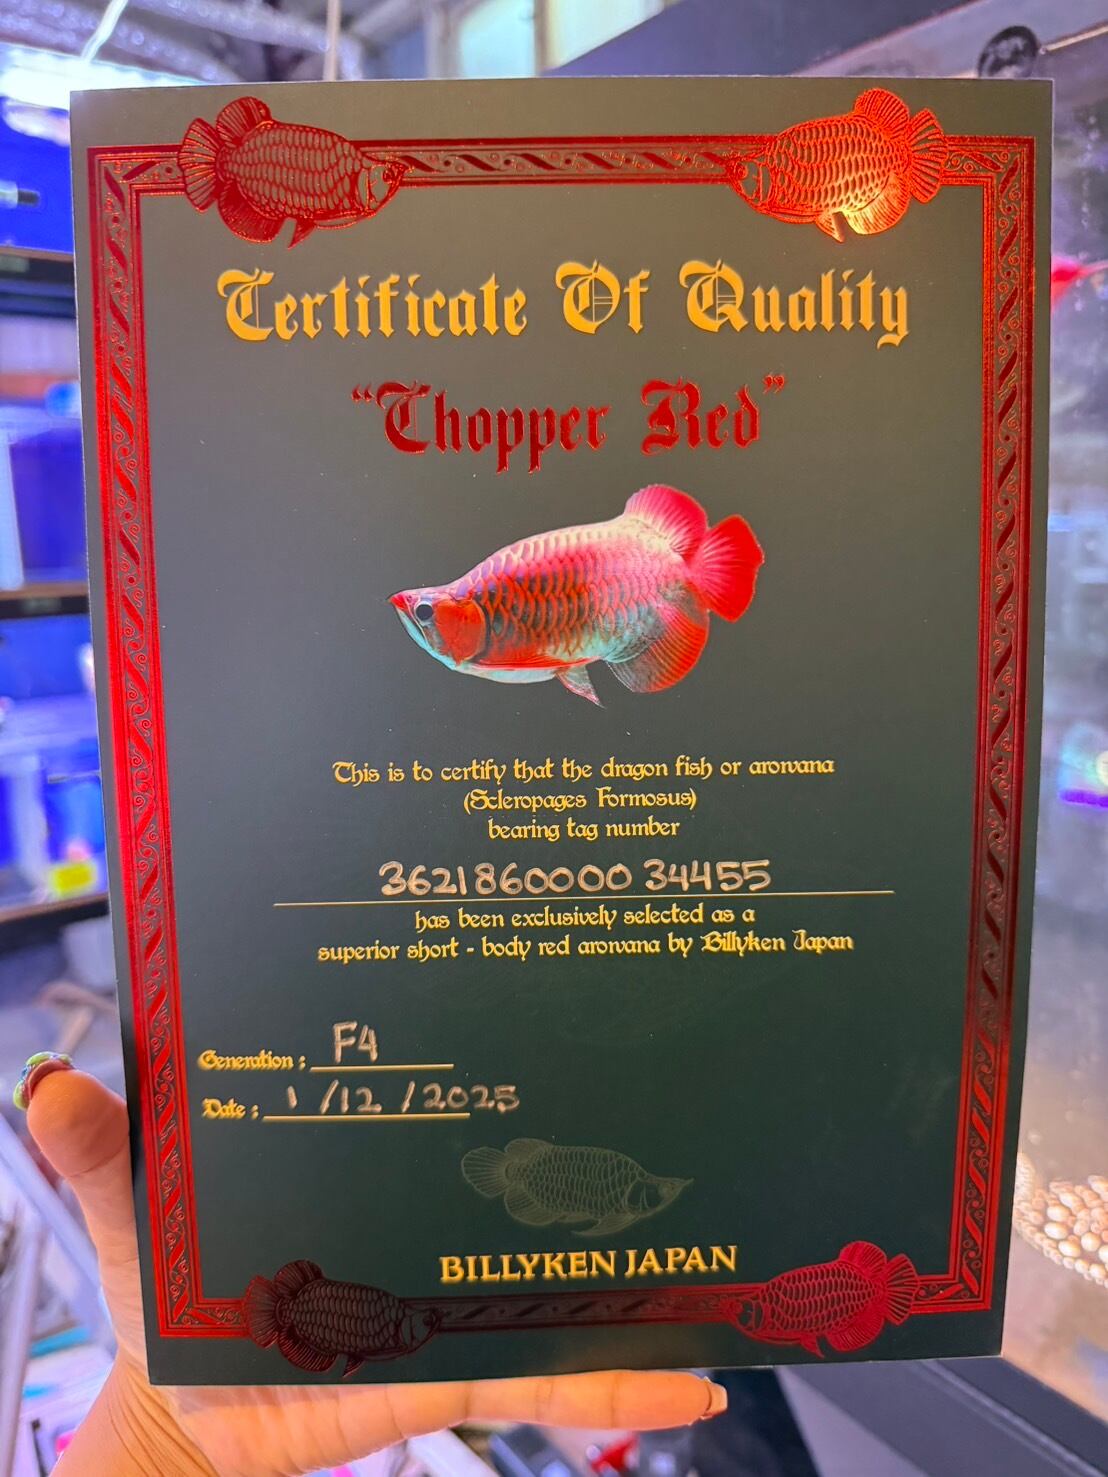 Certificate Of Quality
"Chopper Red"
This is to certify that the dragon fish or arowana
(Scleropages Formosus)
bearing tag number
3621860000 34455
has been exclusively selected as a
superior short - body red arowana by Billyken Japan
Generation : F4
Date : 1 /12 /2025
BILLYKEN JAPAN